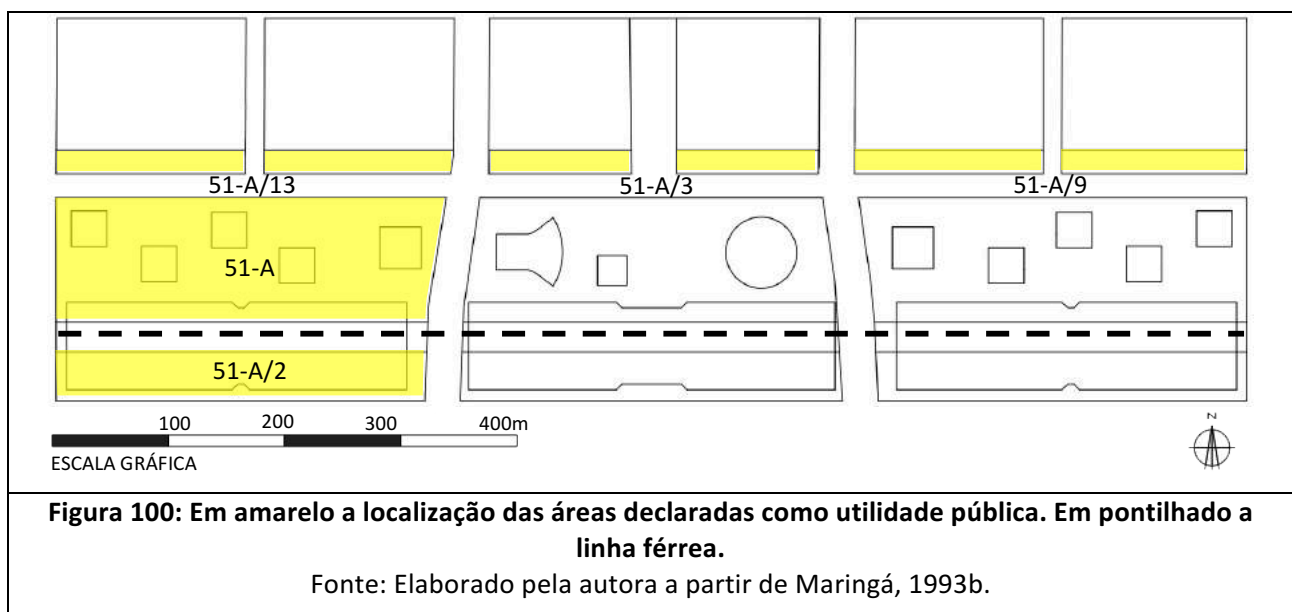 51-A/13 51-A/3 51-A/9
51-A
51-A/2
100 200 300 400m
ESCALA GRÁFICA
N
Figura 100: Em amarelo a localização das áreas declaradas como utilidade pública. Em pontilhado a
linha férrea.
Fonte: Elaborado pela autora a partir de Maringá, 1993b.